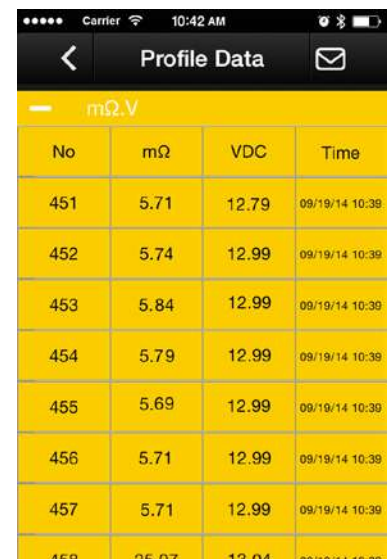 Carrier 10:42 AM
Profile Data
mΩ.V
No mΩ VDC Time
451 5.71 12.79 09/19/14 10:39
452 5.74 12.99 09/19/14 10:39
453 5.84 12.99 09/19/14 10:39
454 5.79 12.99 09/19/14 10:39
455 5.69 12.99 09/19/14 10:39
456 5.71 12.99 09/19/14 10:39
457 5.71 12.99 09/19/14 10:39